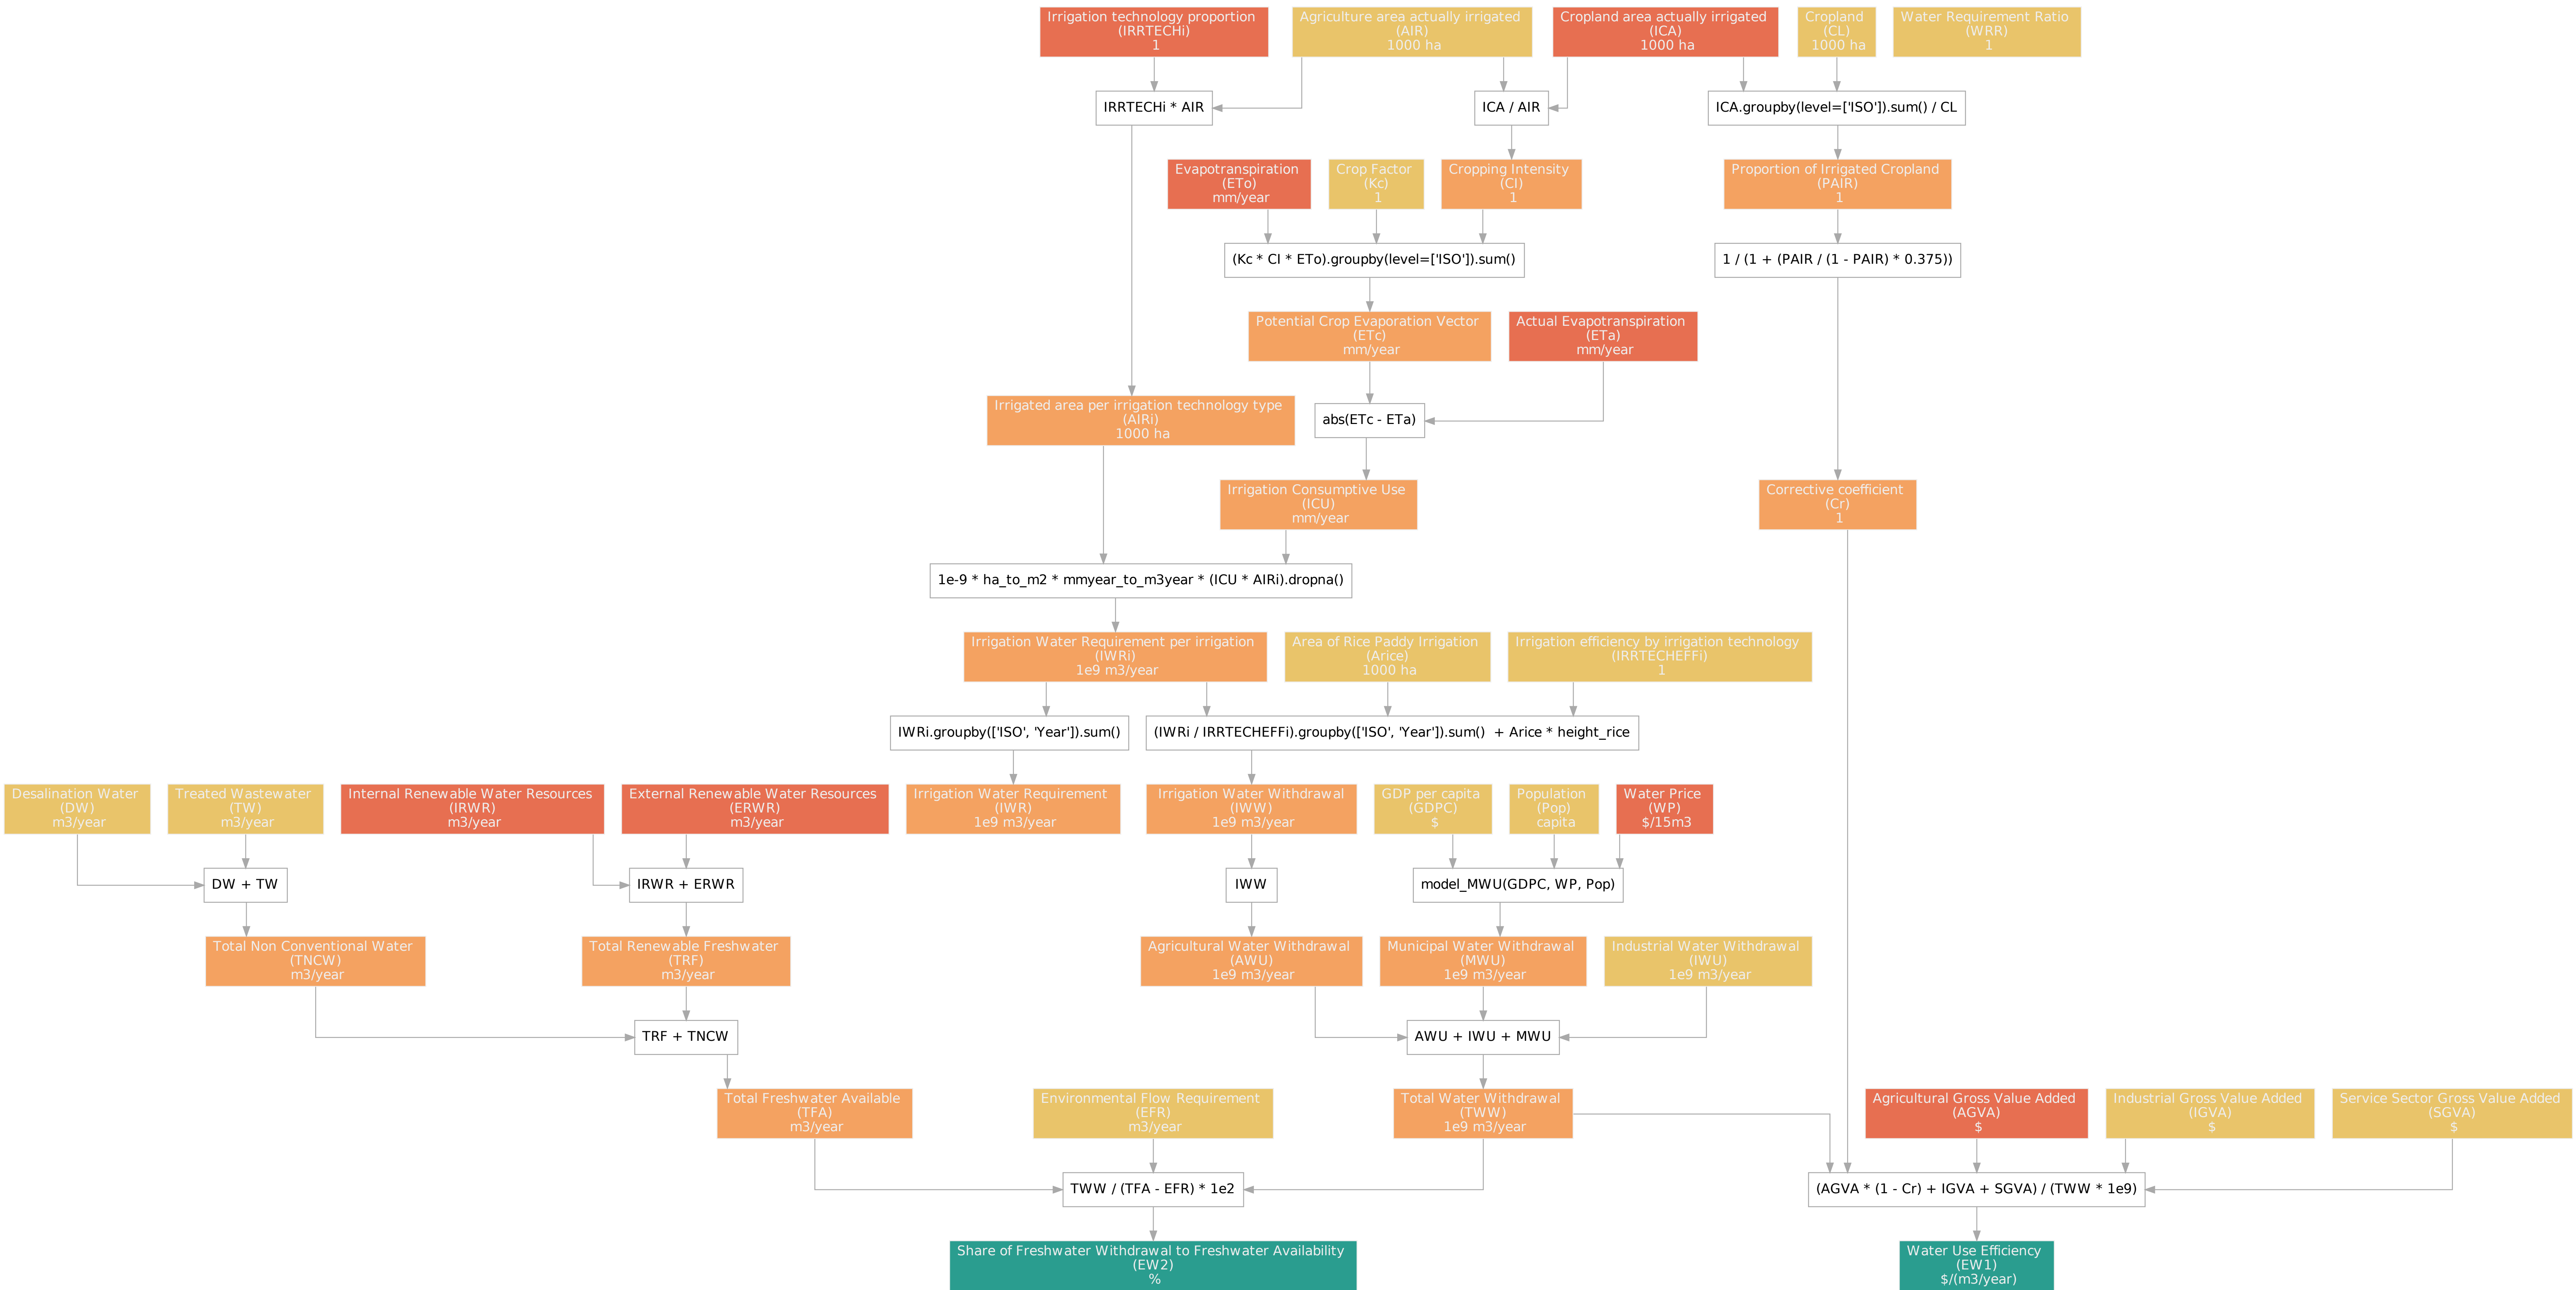 Irrigation technology proportion
(IRRTECHi)
1
Agriculture area actually irrigated
(AIR)
1000 ha
Cropland area actually irrigated
(ICA)
1000 ha
Cropland
(CL)
1000 ha
Water Requirement Ratio
(WRR)
1
IRRTECHi * AIR
ICA / AIR
ICA.groupby(level=['ISO']).sum() / CL
Evapotranspiration
(ETo)
mm/year
Crop Factor
(Kc)
1
Cropping Intensity
(CI)
1
Proportion of Irrigated Cropland
(PAIR)
1
(Kc * CI * ETo).groupby(level=['ISO']).sum()
1 / (1 + (PAIR / (1 - PAIR) * 0.375))
Potential Crop Evaporation Vector
(ETc)
mm/year
Actual Evapotranspiration
(ETa)
mm/year
Irrigated area per irrigation technology type
(AIRi)
1000 ha
abs(ETc - ETa)
Irrigation Consumptive Use
(ICU)
mm/year
Corrective coefficient
(Cr)
1
1e-9 * ha_to_m2 * mmyear_to_m3year * (ICU * AIRi).dropna()
Irrigation Water Requirement per irrigation
(IWRi)
1e9 m3/year
Area of Rice Paddy Irrigation
(Arice)
1000 ha
Irrigation efficiency by irrigation technology
(IRRTECHEFFi)
1
IWRi.groupby(['ISO', 'Year']).sum()
(IWRi / IRRTECHEFFi).groupby(['ISO', 'Year']).sum()  + Arice * height_rice
Desalination Water
(DW)
m3/year
Treated Wastewater
(TW)
m3/year
Internal Renewable Water Resources
(IRWR)
m3/year
External Renewable Water Resources
(ERWR)
m3/year
Irrigation Water Requirement
(IWR)
1e9 m3/year
Irrigation Water Withdrawal
(IWW)
1e9 m3/year
GDP per capita
(GDPC)
$
Population
(Pop)
capita
Water Price
(WP)
$/15m3
DW + TW
IRWR + ERWR
IWW
model_MWU(GDPC, WP, Pop)
Total Non Conventional Water
(TNCW)
m3/year
Total Renewable Freshwater
(TRF)
m3/year
Agricultural Water Withdrawal
(AWU)
1e9 m3/year
Municipal Water Withdrawal
(MWU)
1e9 m3/year
Industrial Water Withdrawal
(IWU)
1e9 m3/year
TRF + TNCW
AWU + IWU + MWU
Total Freshwater Available
(TFA)
m3/year
Environmental Flow Requirement
(EFR)
m3/year
Total Water Withdrawal
(TWW)
1e9 m3/year
Agricultural Gross Value Added
(AGVA)
$
Industrial Gross Value Added
(IGVA)
$
Service Sector Gross Value Added
(SGVA)
$
TWW / (TFA - EFR) * 1e2
(AGVA * (1 - Cr) + IGVA + SGVA) / (TWW * 1e9)
Share of Freshwater Withdrawal to Freshwater Availability
(EW2)
%
Water Use Efficiency
(EW1)
$/(m3/year)